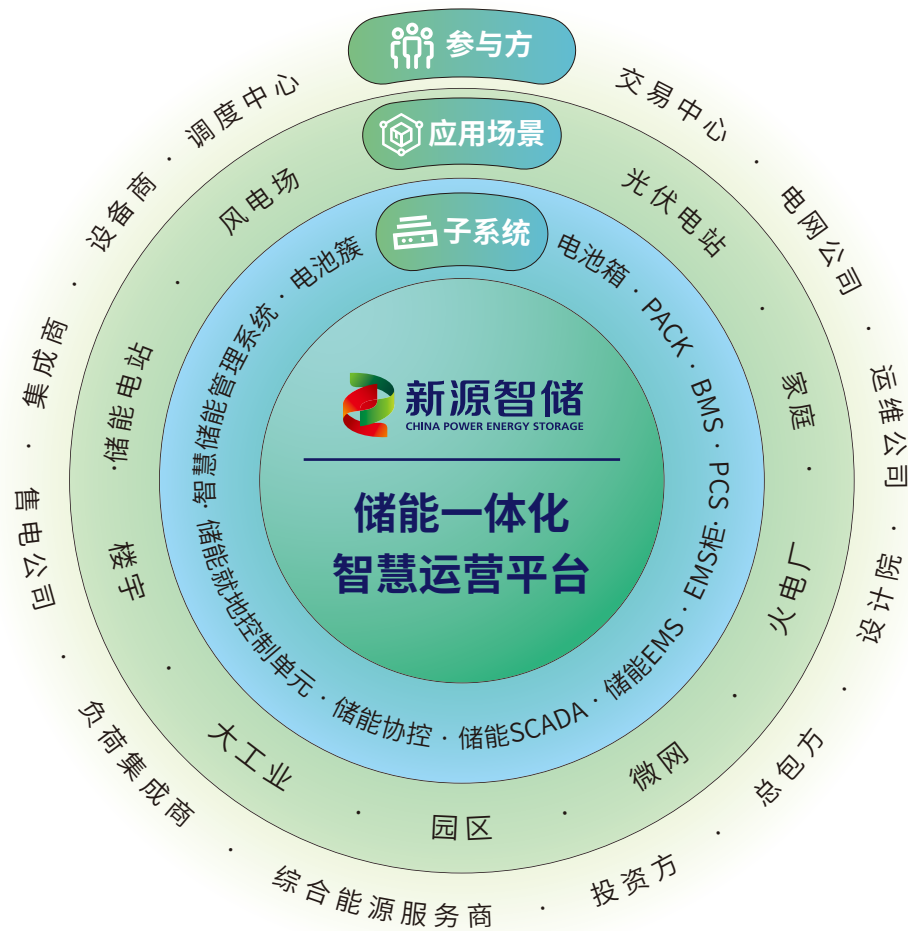 参与方
交易中心 · 电网公司 · 运维公司 · 设计院 · 总包方 · 投资方 · 综合能源服务商 · 负荷集成商 · 售电公司 · 集成商 · 设备商 · 调度中心
应用场景
光伏电站 · 家庭 · 火电厂 · 微网 · 园区 · 大工业 · 楼宇 · 储能电站 · 风电场
子系统
电池箱 · PACK · BMS · PCS · EMS柜 · 储能EMS · 储能SCADA · 储能协控 · 储能就地控制单元 · 智慧储能管理系统 · 电池簇
新源智储
CHINA POWER ENERGY STORAGE
储能一体化
智慧运营平台